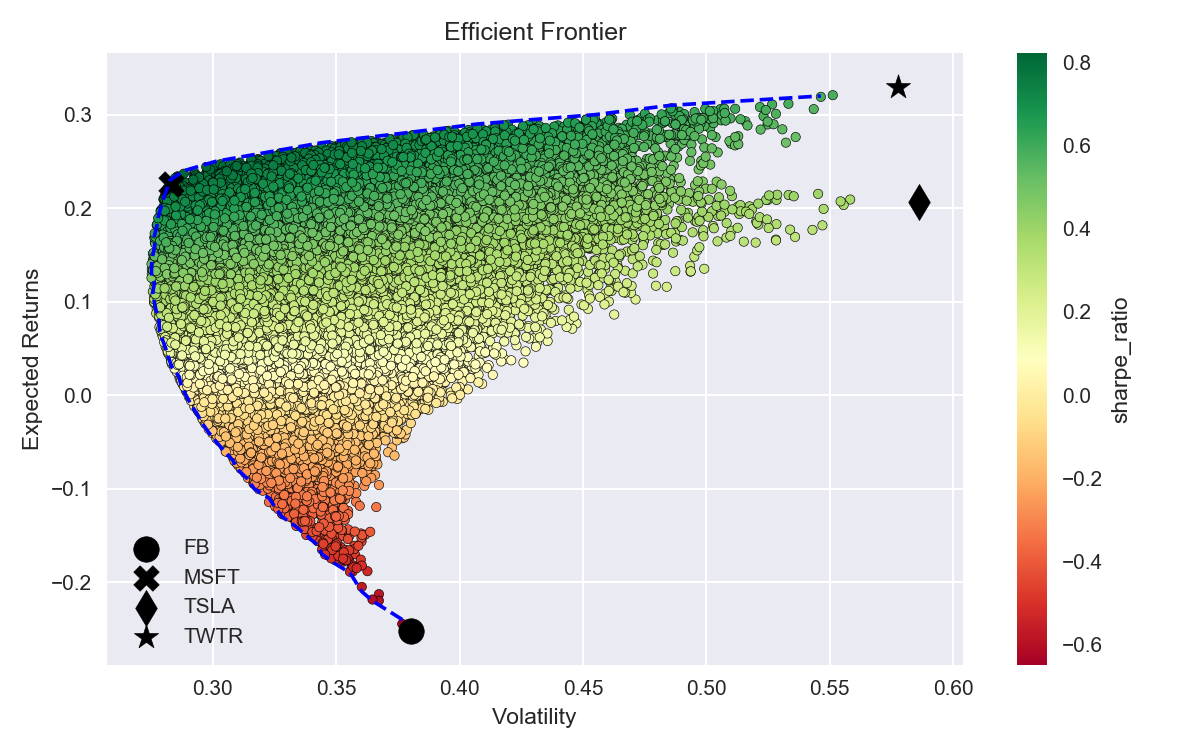 Efficient Frontier
Expected Returns
0.3
0.2
0.1
0.0
−0.1
−0.2
FB
MSFT
TSLA
TWTR
0.30 0.35 0.40 0.45 0.50 0.55 0.60
Volatility
0.8
0.6
0.4
0.2
0.0
−0.2
−0.4
−0.6
sharpe_ratio